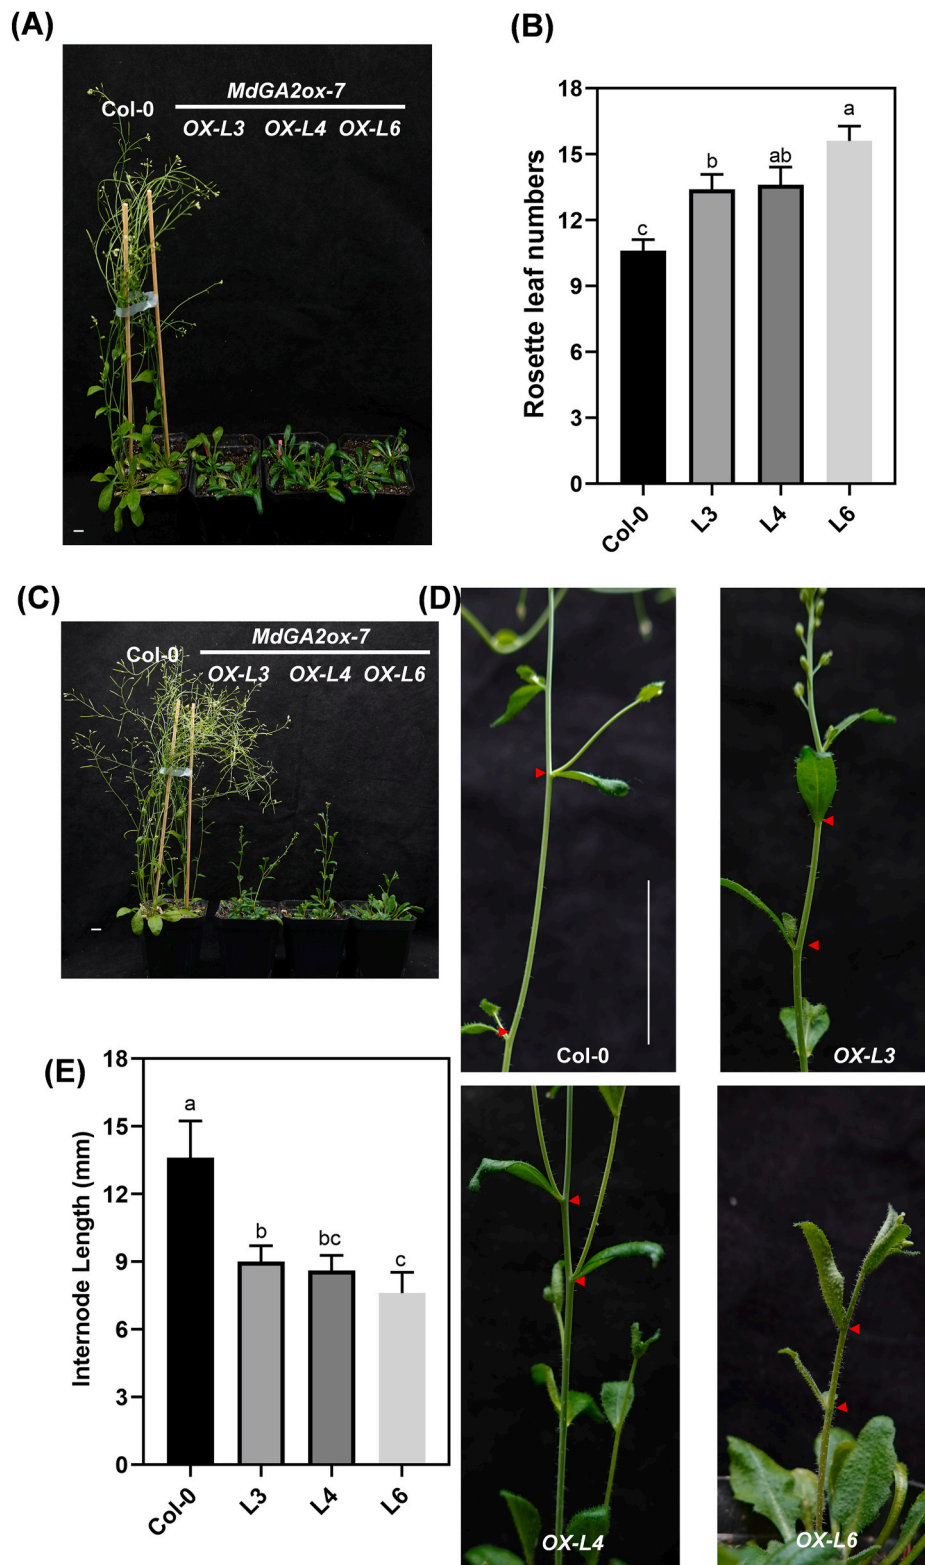 (A)
Col-0
MdGA2ox-7
OX-L3 OX-L4 OX-L6
(B)
Rosette leaf numbers
18
15
12
9
6
3
0
c
b
ab
a
Col-0
L3
L4
L6
(C)
Col-0
MdGA2ox-7
OX-L3 OX-L4 OX-L6
(D)
Col-0
OX-L3
OX-L4
OX-L6
(E)
Internode Length (mm)
18
15
12
9
6
3
0
a
b
bc
c
Col-0
L3
L4
L6